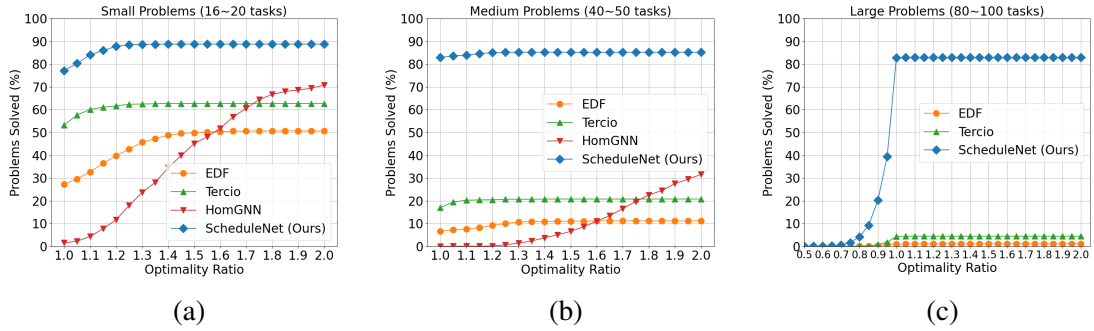 Small Problems (16~20 tasks)
Problems Solved (%)
100
90
80
70
60
50
40
30
20
10
0
EDF
Tercio
HomGNN
ScheduleNet (Ours)
1.0 1.1 1.2 1.3 1.4 1.5 1.6 1.7 1.8 1.9 2.0
Optimality Ratio
(a)
Medium Problems (40~50 tasks)
Problems Solved (%)
100
90
80
70
60
50
40
30
20
10
0
EDF
Tercio
HomGNN
ScheduleNet (Ours)
1.0 1.1 1.2 1.3 1.4 1.5 1.6 1.7 1.8 1.9 2.0
Optimality Ratio
(b)
Large Problems (80~100 tasks)
Problems Solved (%)
100
90
80
70
60
50
40
30
20
10
0
EDF
Tercio
ScheduleNet (Ours)
0.5 0.6 0.7 0.8 0.9 1.0 1.1 1.2 1.3 1.4 1.5 1.6 1.7 1.8 1.9 2.0
Optimality Ratio
(c)